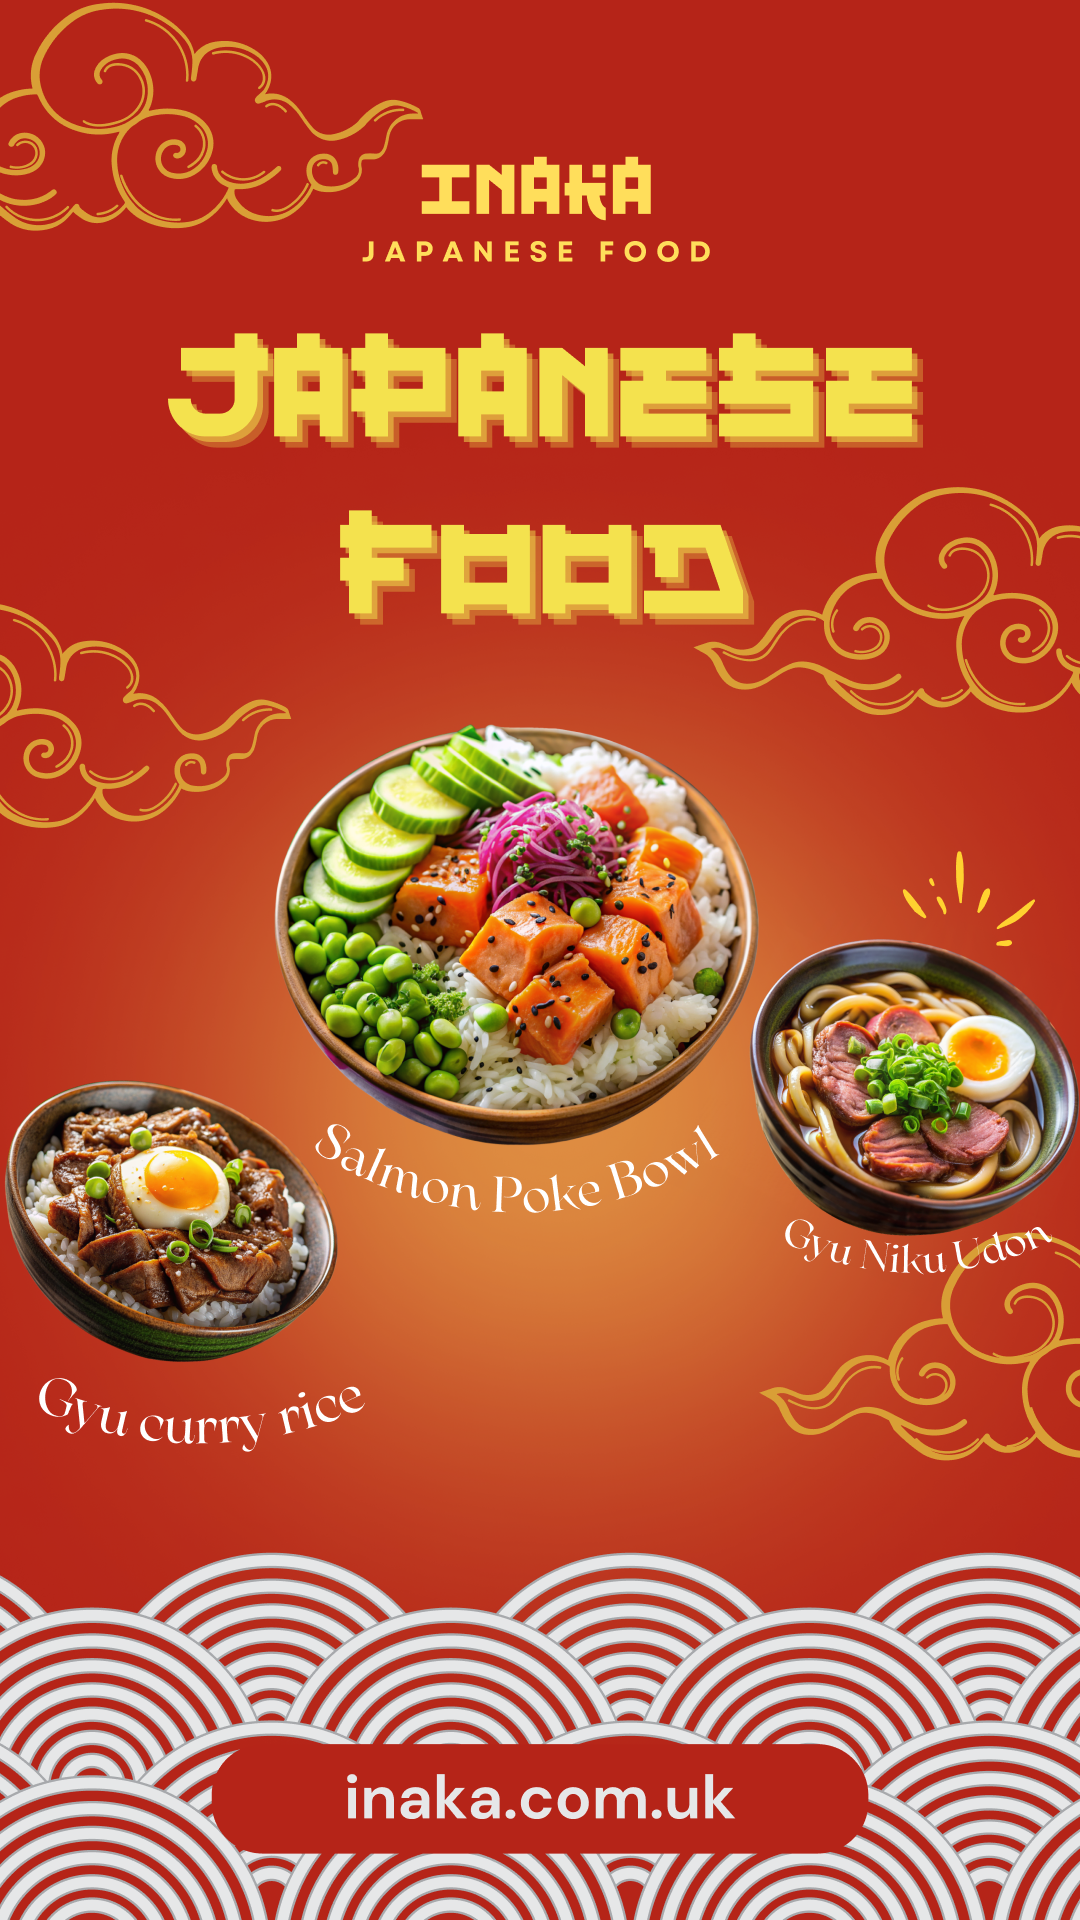 INAKA
JAPANESE FOOD
JAPANESE
FOOD
Salmon Poke Bowl
Gyu Niku Udon
Gyu curry rice
inaka.com.uk